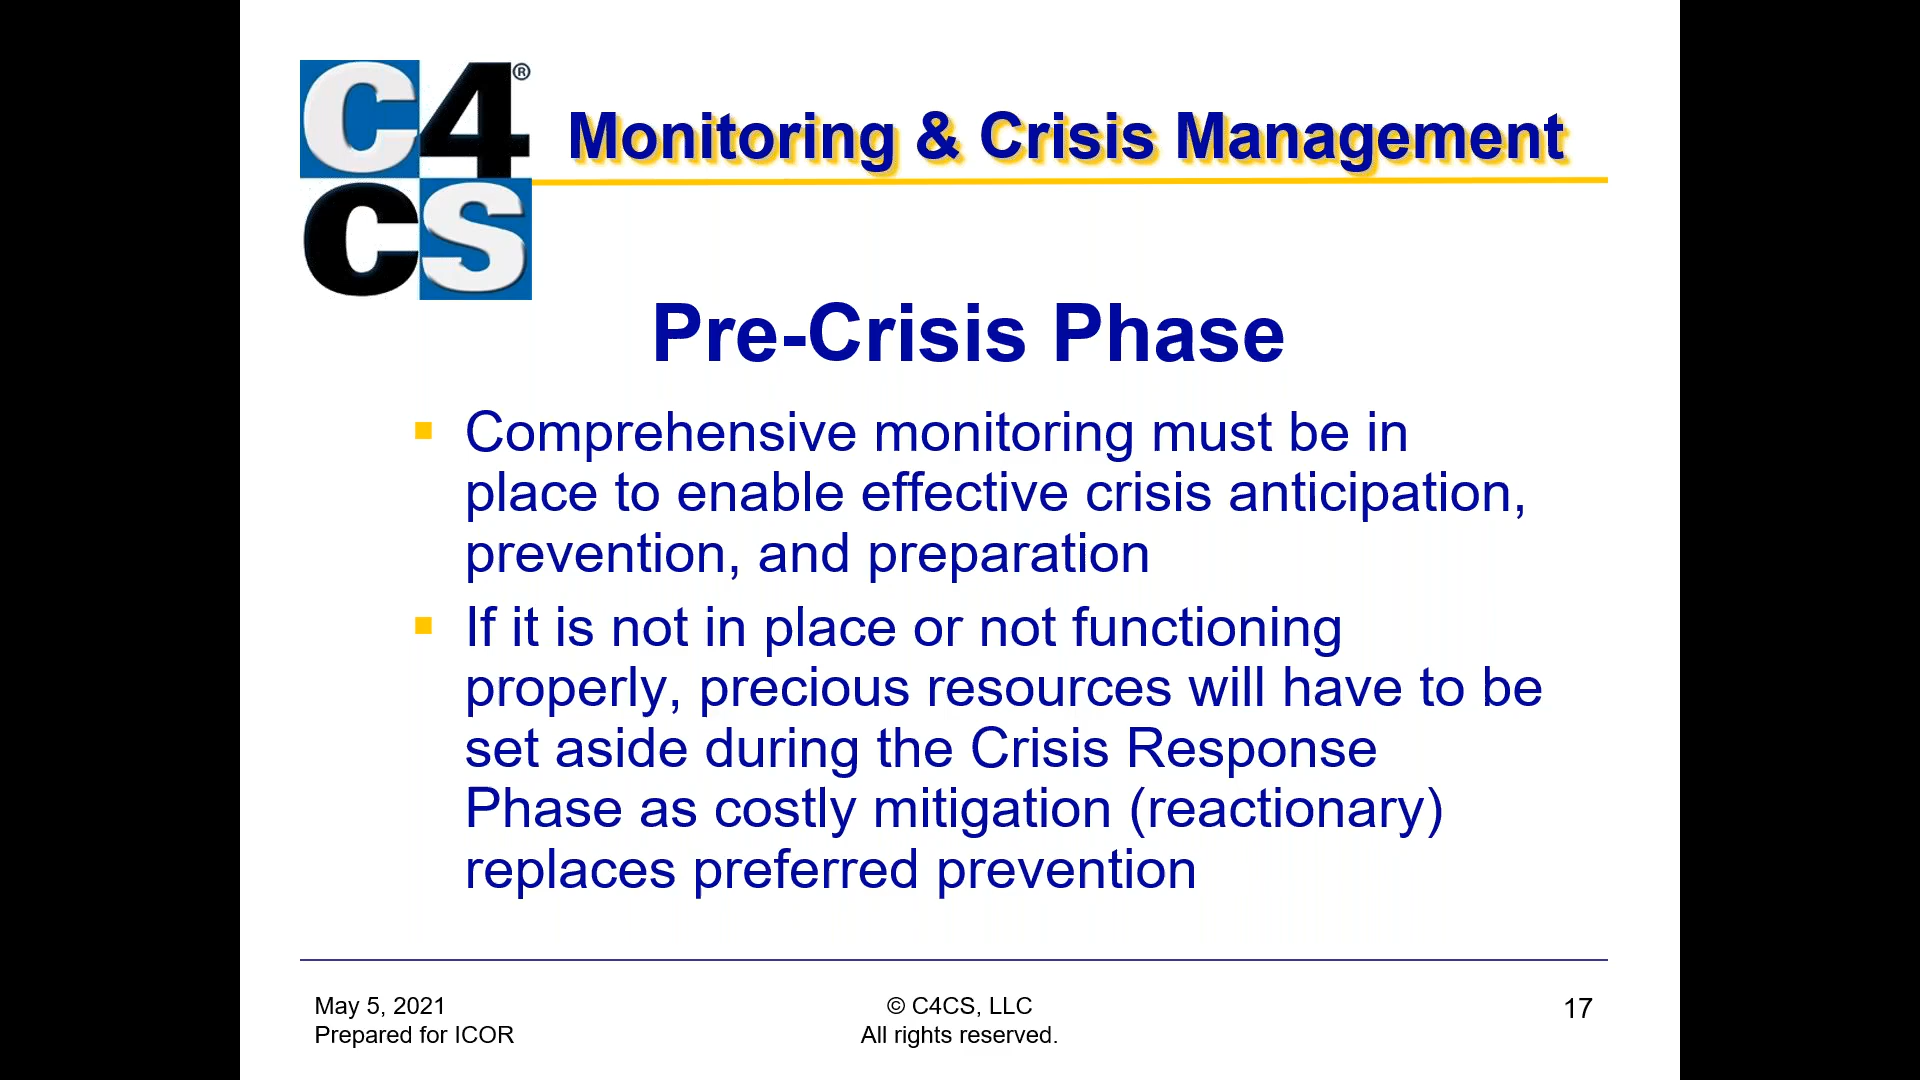 C4®
CS
Monitoring & Crisis Management
Pre-Crisis Phase
Comprehensive monitoring must be in
place to enable effective crisis anticipation,
prevention, and preparation
If it is not in place or not functioning
properly, precious resources will have to be
set aside during the Crisis Response
Phase as costly mitigation (reactionary)
replaces preferred prevention
May 5, 2021
Prepared for ICOR
© C4CS, LLC
All rights reserved.
17